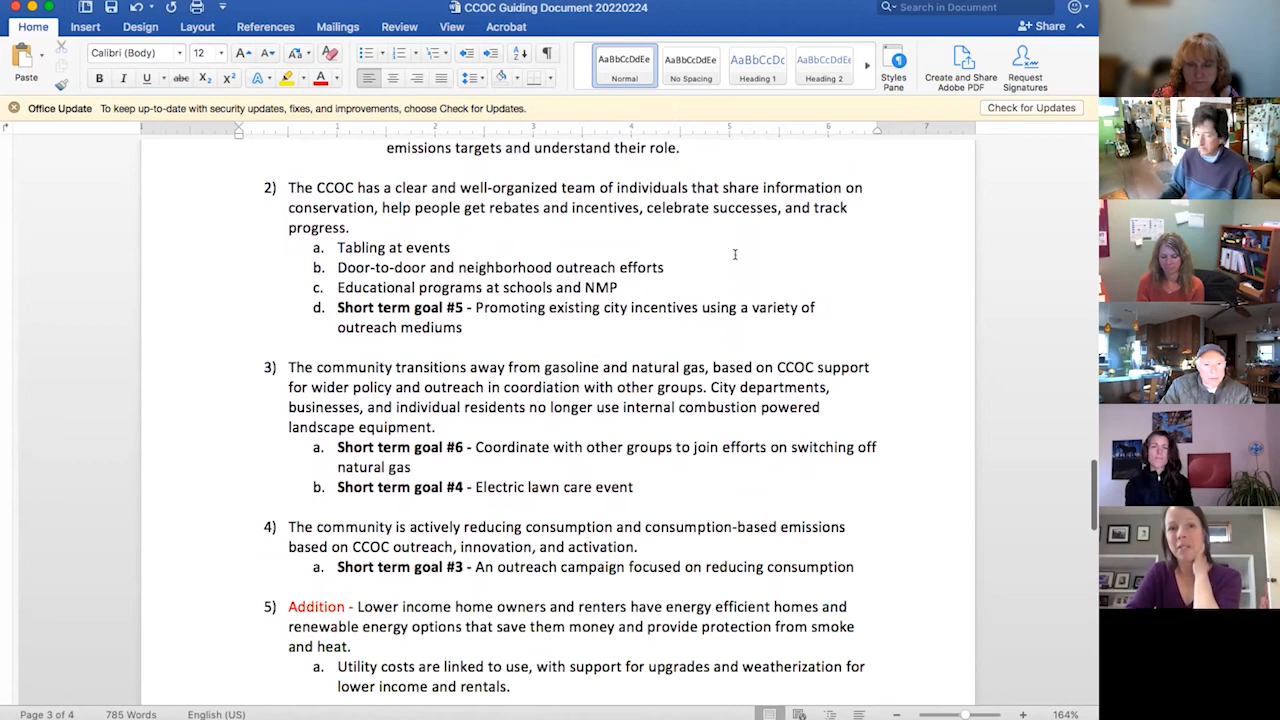 CCOC Guiding Document 20220224
Search in Document
Home Insert Design Layout References Mailings Review View Acrobat
Share
Paste
Calibri (Body) 12
AaBbCcDdEe AaBbCcDdEe AaBbCcDc AaBbCcDdEe
Normal No Spacing Heading 1 Heading 2
Styles Pane
Create and Share Adobe PDF
Request Signatures
B I U abc X₂ X² A A
Office Update To keep up-to-date with security updates, fixes, and improvements, choose Check for Updates.
Check for Updates
1 2 3 4 5 6 7
emissions targets and understand their role.
2) The CCOC has a clear and well-organized team of individuals that share information on
conservation, help people get rebates and incentives, celebrate successes, and track
progress.
a. Tabling at events
b. Door-to-door and neighborhood outreach efforts
c. Educational programs at schools and NMP
d. Short term goal #5 - Promoting existing city incentives using a variety of
outreach mediums
3) The community transitions away from gasoline and natural gas, based on CCOC support
for wider policy and outreach in coordiation with other groups. City departments,
businesses, and individual residents no longer use internal combustion powered
landscape equipment.
a. Short term goal #6 - Coordinate with other groups to join efforts on switching off
natural gas
b. Short term goal #4 - Electric lawn care event
4) The community is actively reducing consumption and consumption-based emissions
based on CCOC outreach, innovation, and activation.
a. Short term goal #3 - An outreach campaign focused on reducing consumption
5) Addition - Lower income home owners and renters have energy efficient homes and
renewable energy options that save them money and provide protection from smoke
and heat.
a. Utility costs are linked to use, with support for upgrades and weatherization for
lower income and rentals.
Page 3 of 4 785 Words English (US) 164%